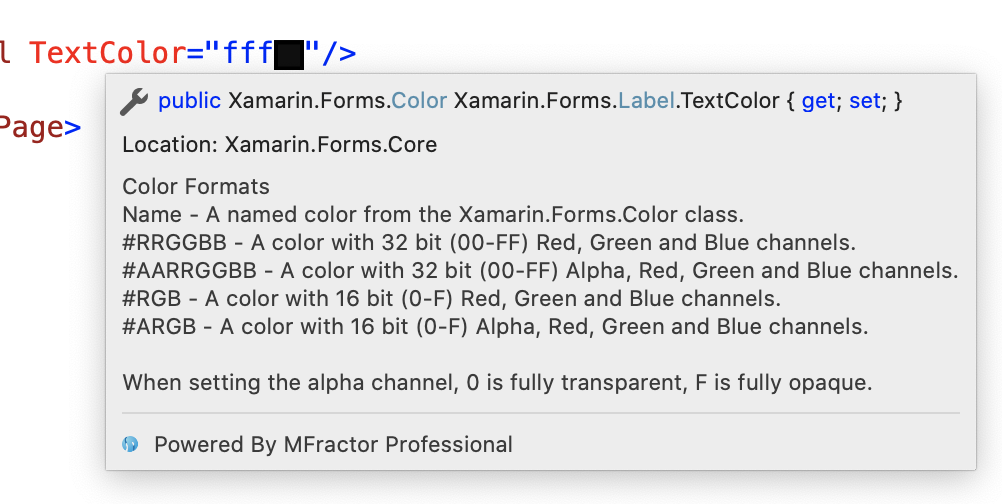 l TextColor="fff"/>
public Xamarin.Forms.Color Xamarin.Forms.Label.TextColor { get; set; }
Page>
Location: Xamarin.Forms.Core
Color Formats
Name - A named color from the Xamarin.Forms.Color class.
#RRGGBB - A color with 32 bit (00-FF) Red, Green and Blue channels.
#AARRGGBB - A color with 32 bit (00-FF) Alpha, Red, Green and Blue channels.
#RGB - A color with 16 bit (0-F) Red, Green and Blue channels.
#ARGB - A color with 16 bit (0-F) Alpha, Red, Green and Blue channels.
When setting the alpha channel, 0 is fully transparent, F is fully opaque.
Powered By MFractor Professional